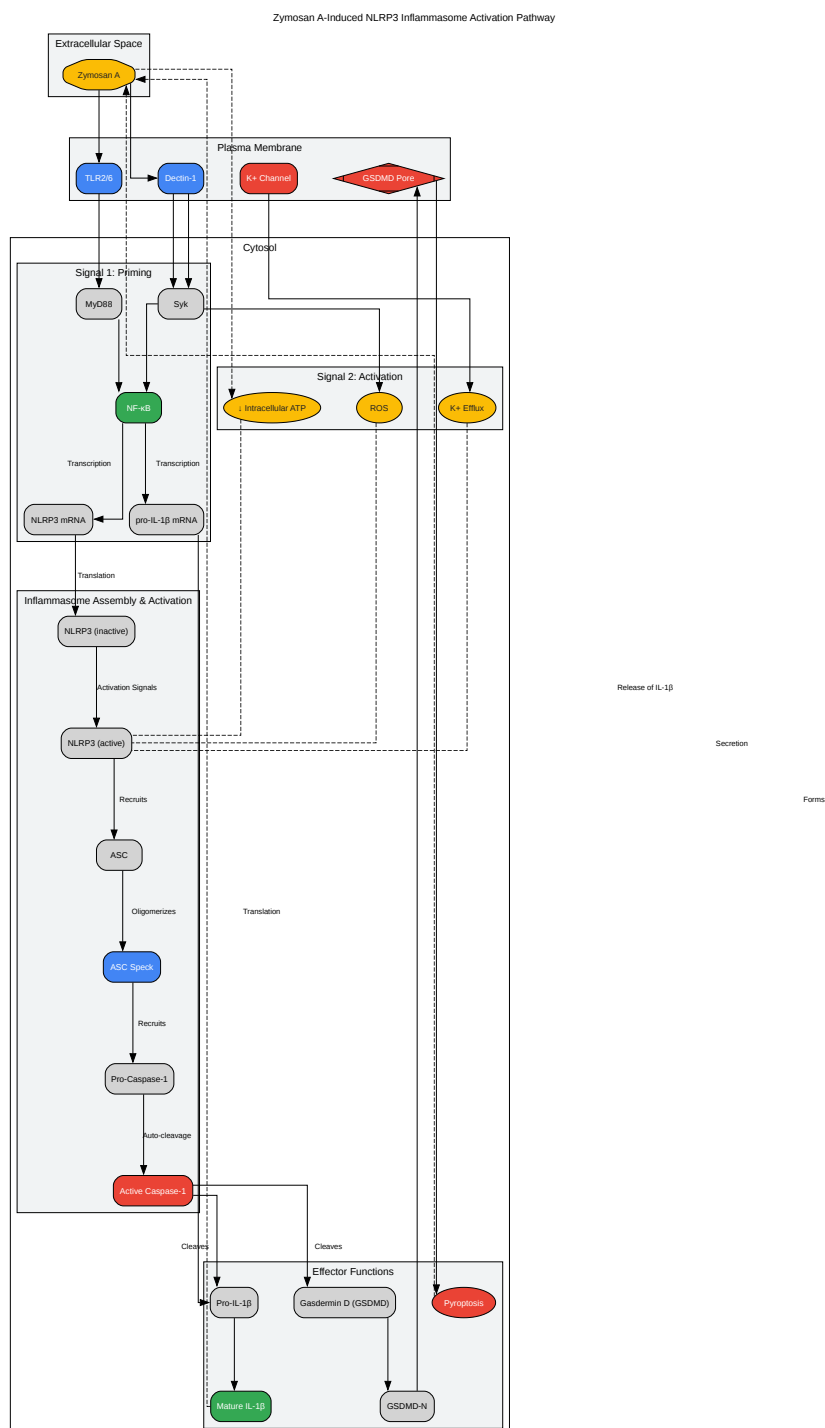 Zymosan A-Induced NLRP3 Inflammasome Activation Pathway
Extracellular Space
Zymosan A
Plasma Membrane
TLR2/6
Dectin-1
K+ Channel
GSDMD Pore
Cytosol
Signal 1: Priming
MyD88
Syk
Signal 2: Activation
NF-κB
↓ Intracellular ATP
ROS
K+ Efflux
Transcription
Transcription
NLRP3 mRNA
pro-IL-1β mRNA
Translation
Inflammasome Assembly & Activation
NLRP3 (inactive)
Activation Signals
Release of IL-1β
NLRP3 (active)
Secretion
Recruits
Forms
ASC
Oligomerizes
Translation
ASC Speck
Recruits
Pro-Caspase-1
Auto-cleavage
Active Caspase-1
Cleaves
Cleaves
Effector Functions
Pro-IL-1β
Gasdermin D (GSDMD)
Pyroptosis
Mature IL-1β
GSDMD-N